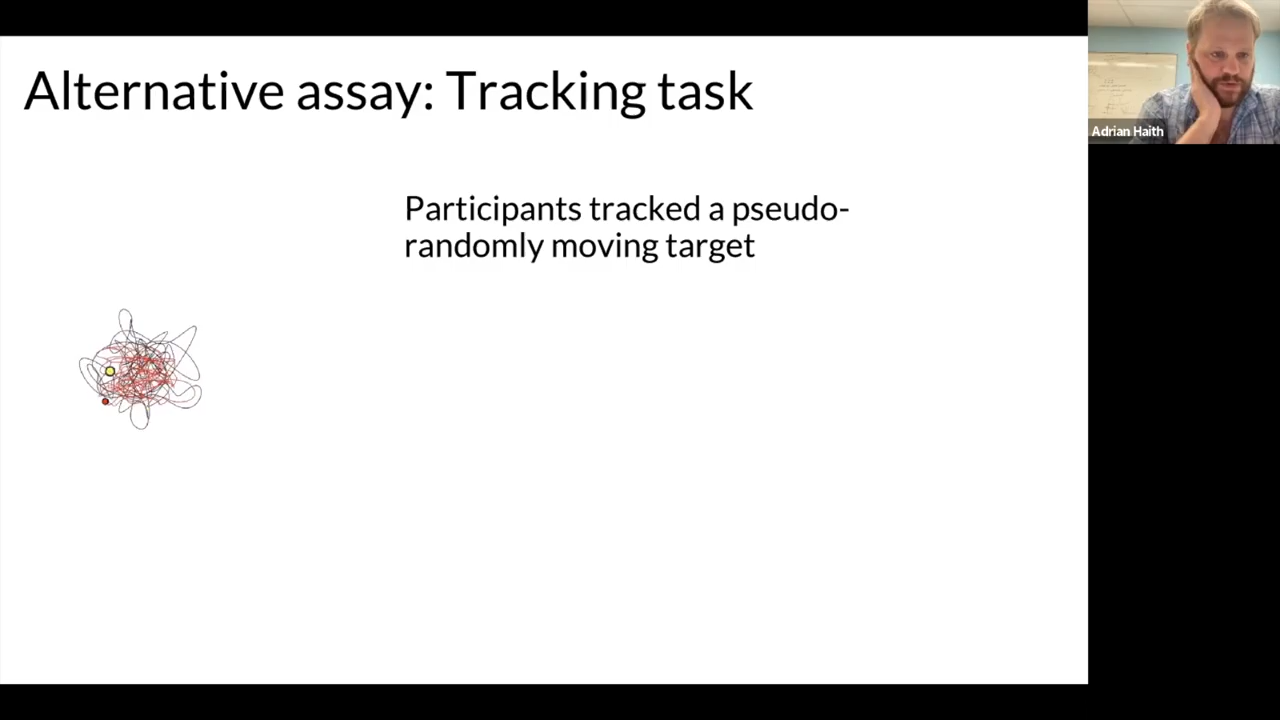 Alternative assay: Tracking task
Participants tracked a pseudo-
randomly moving target
Adrian Haith